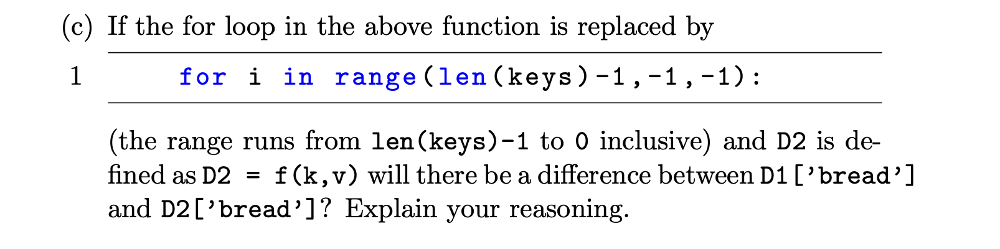 (c) If the for loop in the above function is replaced by
1 for i in range(len(keys)-1,-1,-1):
(the range runs from len(keys)-1 to 0 inclusive) and D2 is de-
fined as D2 = f(k,v) will there be a difference between D1['bread']
and D2['bread']? Explain your reasoning.